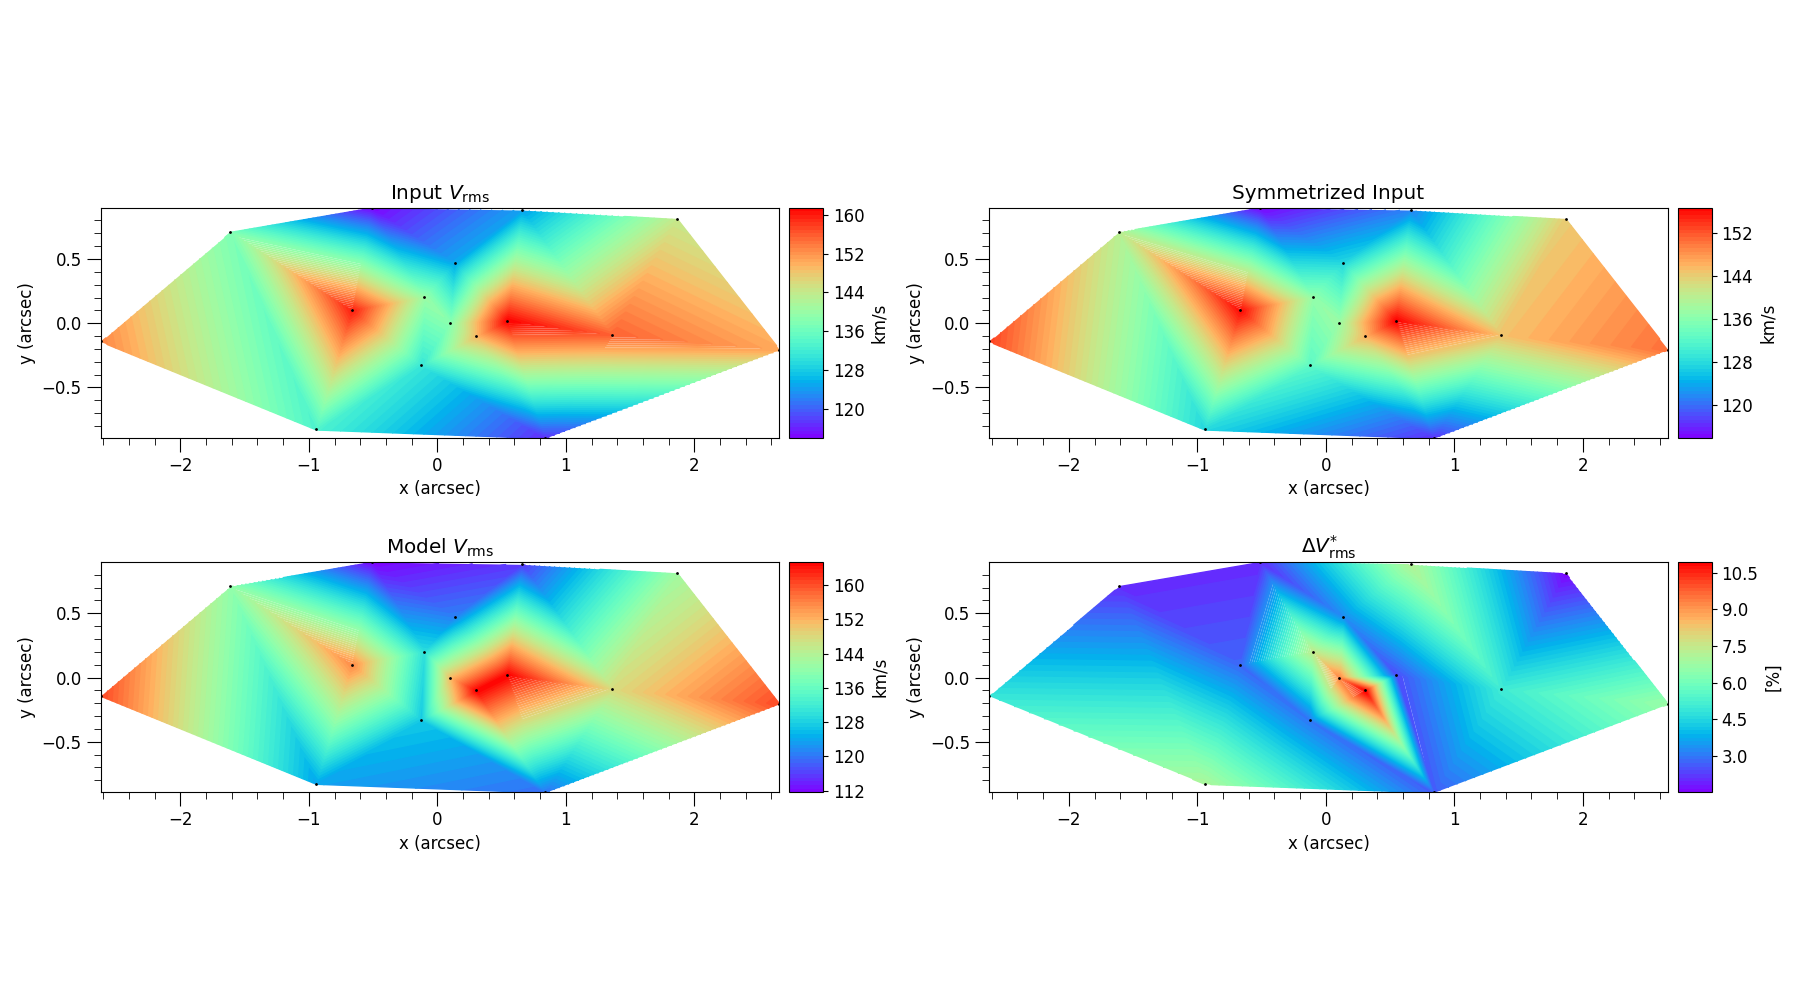 Input V_rms
Symmetrized Input
0.5
0.0
−0.5
y (arcsec)
−2 −1 0 1 2
x (arcsec)
160
152
144
136
128
120
km/s
0.5
0.0
−0.5
y (arcsec)
−2 −1 0 1 2
x (arcsec)
152
144
136
128
120
km/s
Model V_rms
ΔV*_rms
0.5
0.0
−0.5
y (arcsec)
−2 −1 0 1 2
x (arcsec)
160
152
144
136
128
120
112
km/s
0.5
0.0
−0.5
y (arcsec)
−2 −1 0 1 2
x (arcsec)
10.5
9.0
7.5
6.0
4.5
3.0
[%]